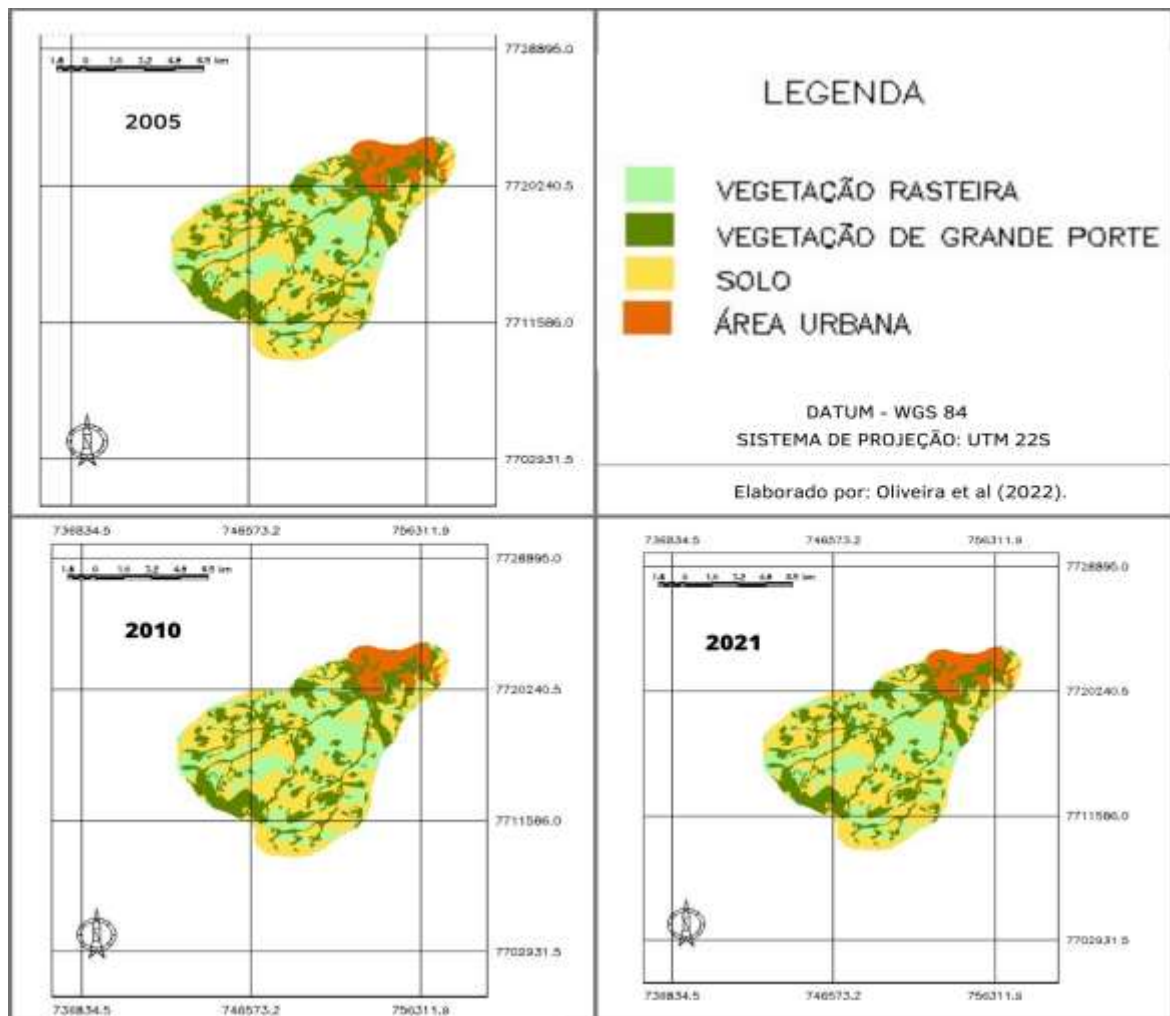 7728895.0
2005
7720240.5
7711586.0
7702931.5
N
LEGENDA
VEGETAÇÃO RASTEIRA
VEGETAÇÃO DE GRANDE PORTE
SOLO
ÁREA URBANA
DATUM - WGS 84
SISTEMA DE PROJEÇÃO: UTM 22S
Elaborado por: Oliveira et al (2022).
736834.5 746573.2 756311.9
7728895.0
2010
7720240.5
7711586.0
7702931.5
N
736834.5 746573.2 756311.9
736834.5 746573.2 756311.9
7728895.0
2021
7720240.5
7711586.0
7702931.5
N
736834.5 746573.2 756311.9